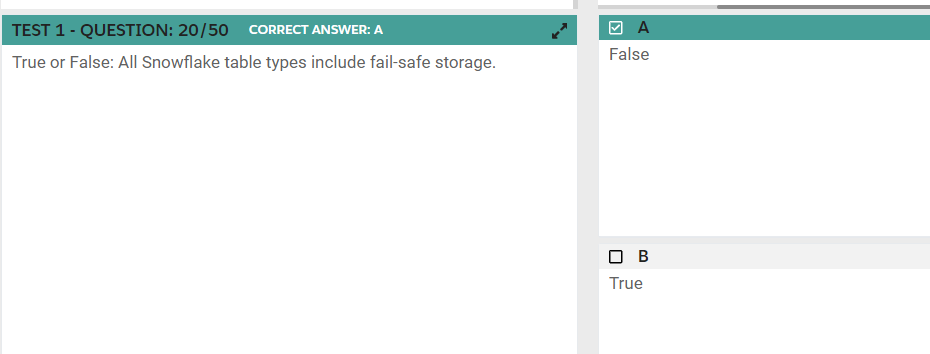 TEST 1 - QUESTION: 20/50 CORRECT ANSWER: A
True or False: All Snowflake table types include fail-safe storage.
A
False
B
True